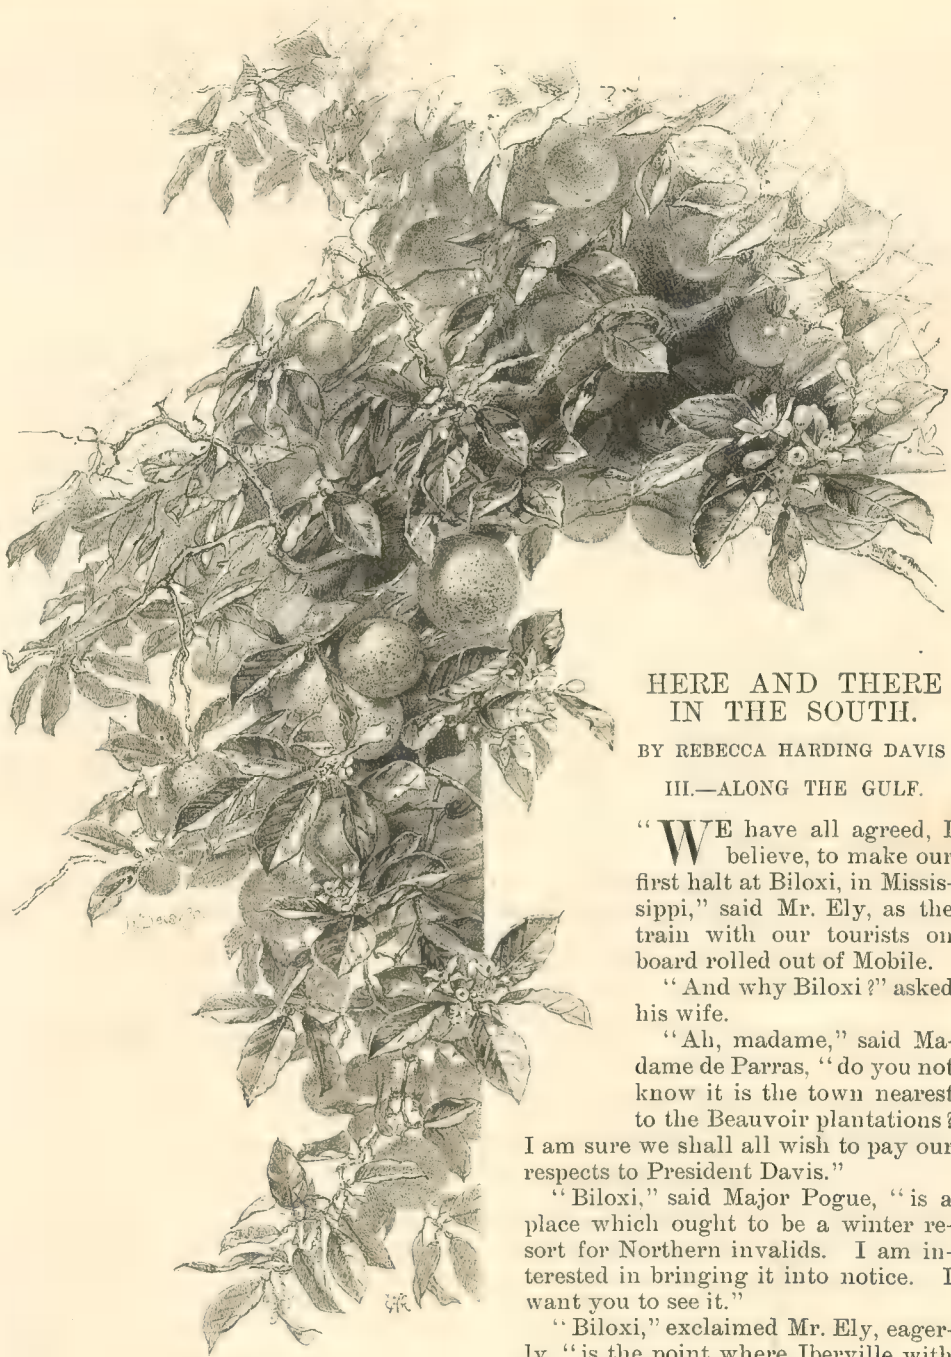 HERE AND THERE
IN THE SOUTH.
BY REBECCA HARDING DAVIS
III.—ALONG THE GULF.
“WE have all agreed, I
believe, to make our
first halt at Biloxi, in Missis-
sippi,” said Mr. Ely, as the
train with our tourists on
board rolled out of Mobile.
“And why Biloxi?” asked
his wife.
“Ah, madame,” said Ma-
dame de Parras, “do you not
know it is the town nearest
to the Beauvoir plantations?
I am sure we shall all wish to pay our
respects to President Davis.”
“Biloxi,” said Major Pogue, “is a
place which ought to be a winter re-
sort for Northern invalids. I am in-
terested in bringing it into notice. I
want you to see it.”
“Biloxi,” exclaimed Mr. Ely, eager-
ly, “is the point where Iberville with